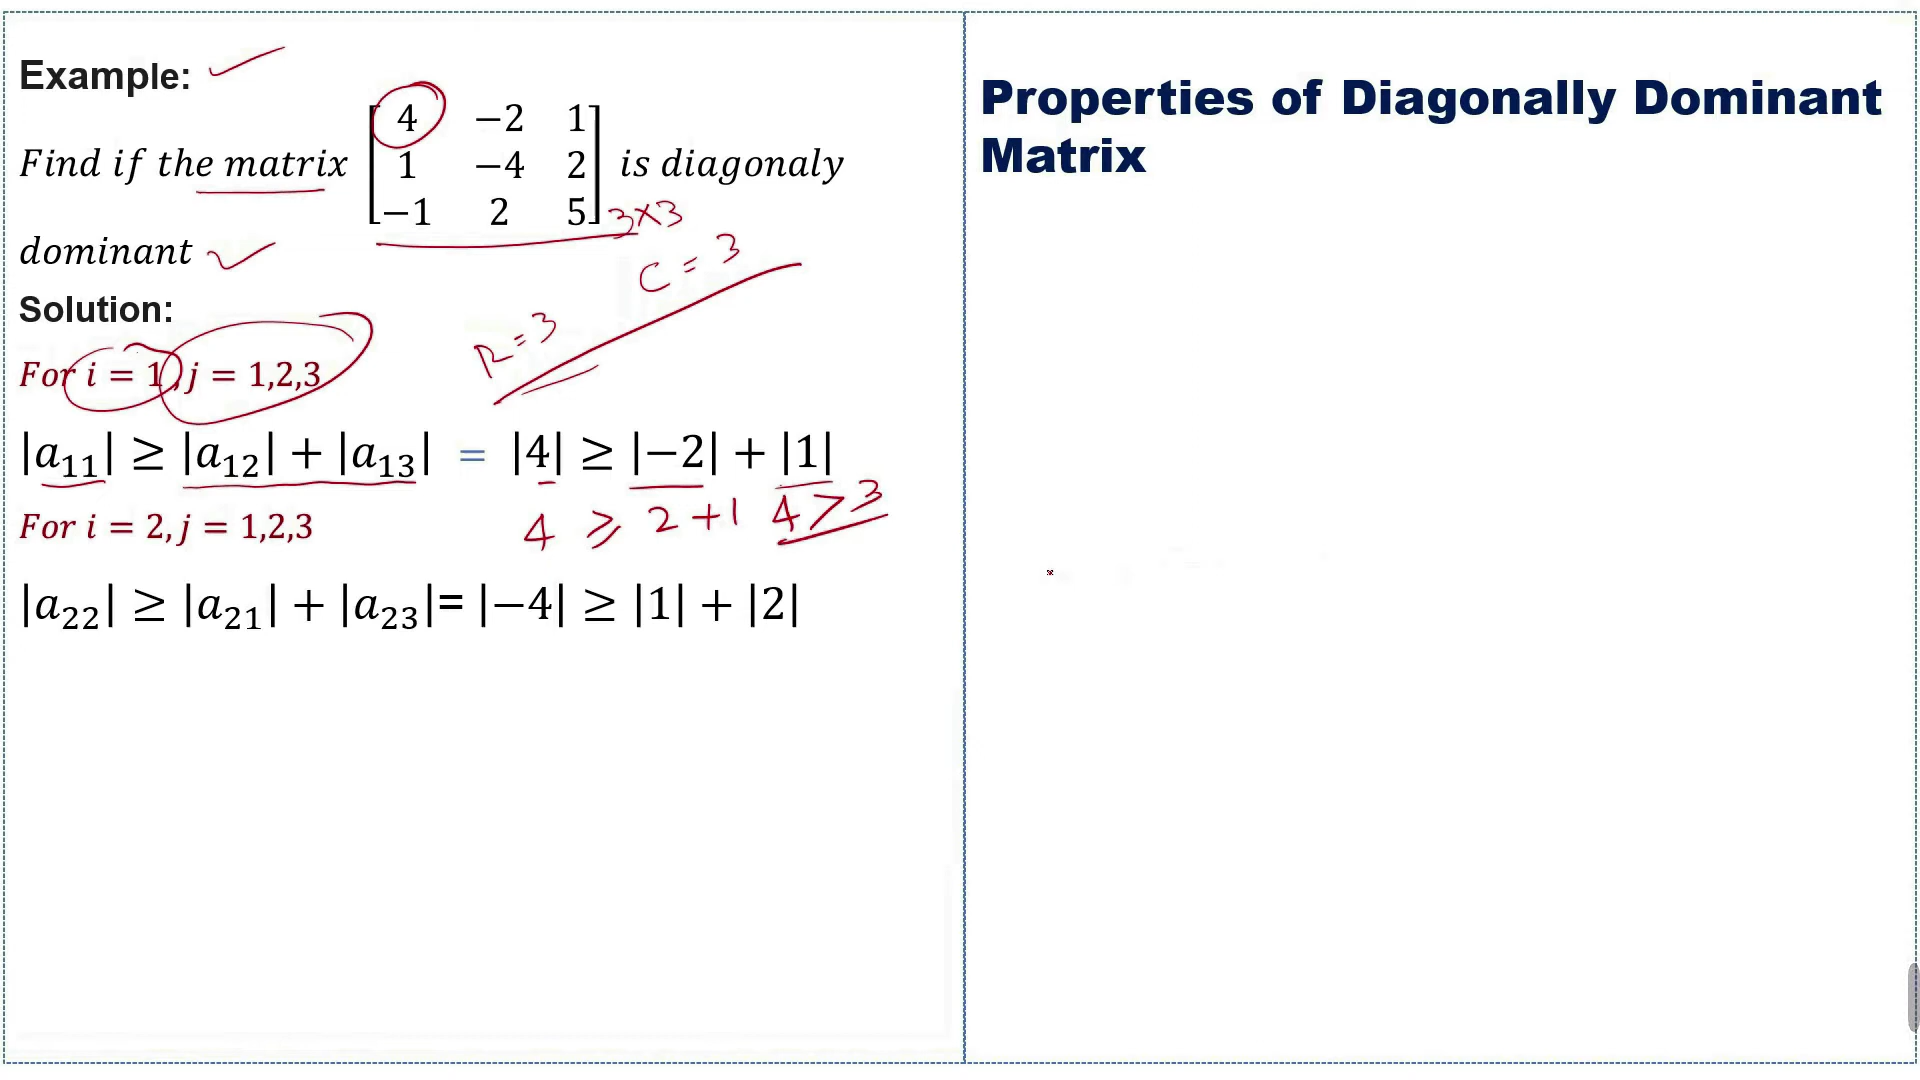 Example:
Find if the matrix [4 −2 1
1 −4 2
−1 2 5] is diagonaly
3×3
dominant
C = 3
Solution:
R = 3
For i = 1, j = 1,2,3
|a₁₁| ≥ |a₁₂| + |a₁₃| = |4| ≥ |−2| + |1|
4 ≥ 2 + 1 4 > 3
For i = 2, j = 1,2,3
|a₂₂| ≥ |a₂₁| + |a₂₃|= |−4| ≥ |1| + |2|
Properties of Diagonally Dominant
Matrix